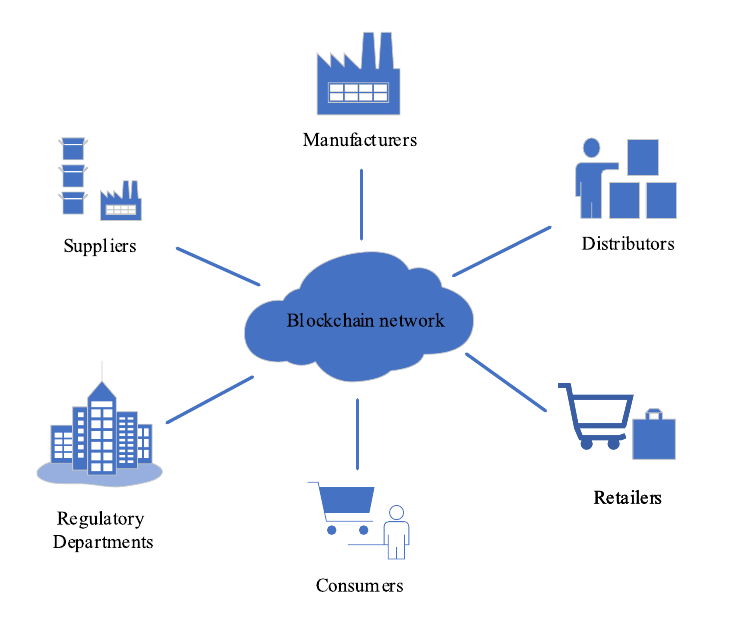 Manufacturers
Suppliers
Distributors
Blockchain network
Retailers
Regulatory
Departments
Consumers